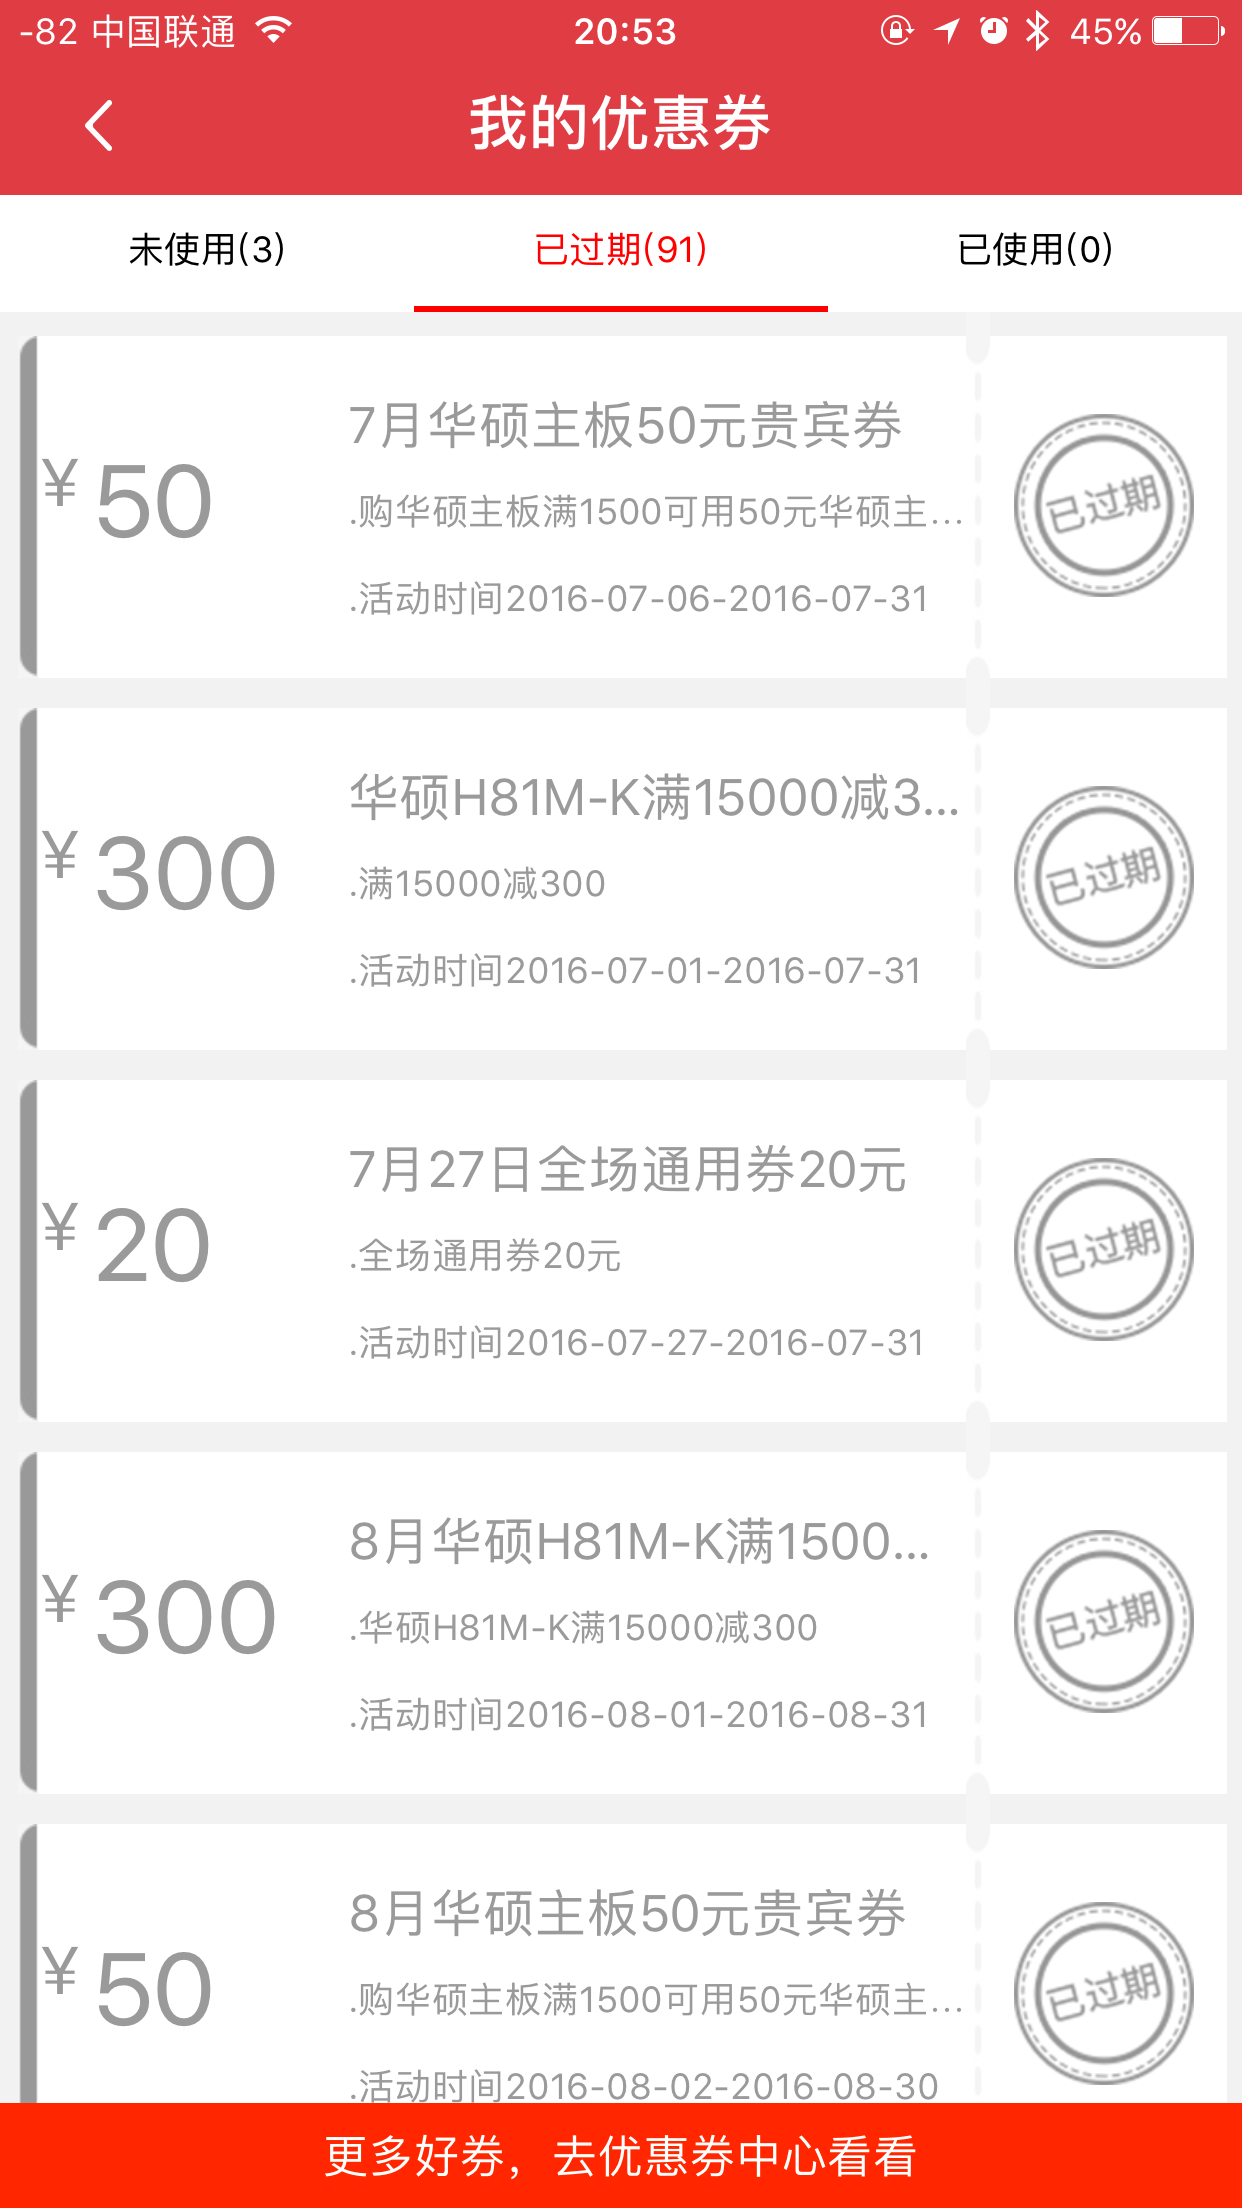 -82 中国联通 20:53 45%
我的优惠券
未使用(3) 已过期(91) 已使用(0)
7月华硕主板50元贵宾券
¥ 50
.购华硕主板满1500可用50元华硕主...
已过期
.活动时间2016-07-06-2016-07-31
华硕H81M-K满15000减3...
¥ 300
.满15000减300
已过期
.活动时间2016-07-01-2016-07-31
7月27日全场通用券20元
¥ 20
.全场通用券20元
已过期
.活动时间2016-07-27-2016-07-31
8月华硕H81M-K满1500...
¥ 300
.华硕H81M-K满15000减300
已过期
.活动时间2016-08-01-2016-08-31
8月华硕主板50元贵宾券
¥ 50
.购华硕主板满1500可用50元华硕主...
已过期
.活动时间2016-08-02-2016-08-30
更多好券，去优惠券中心看看